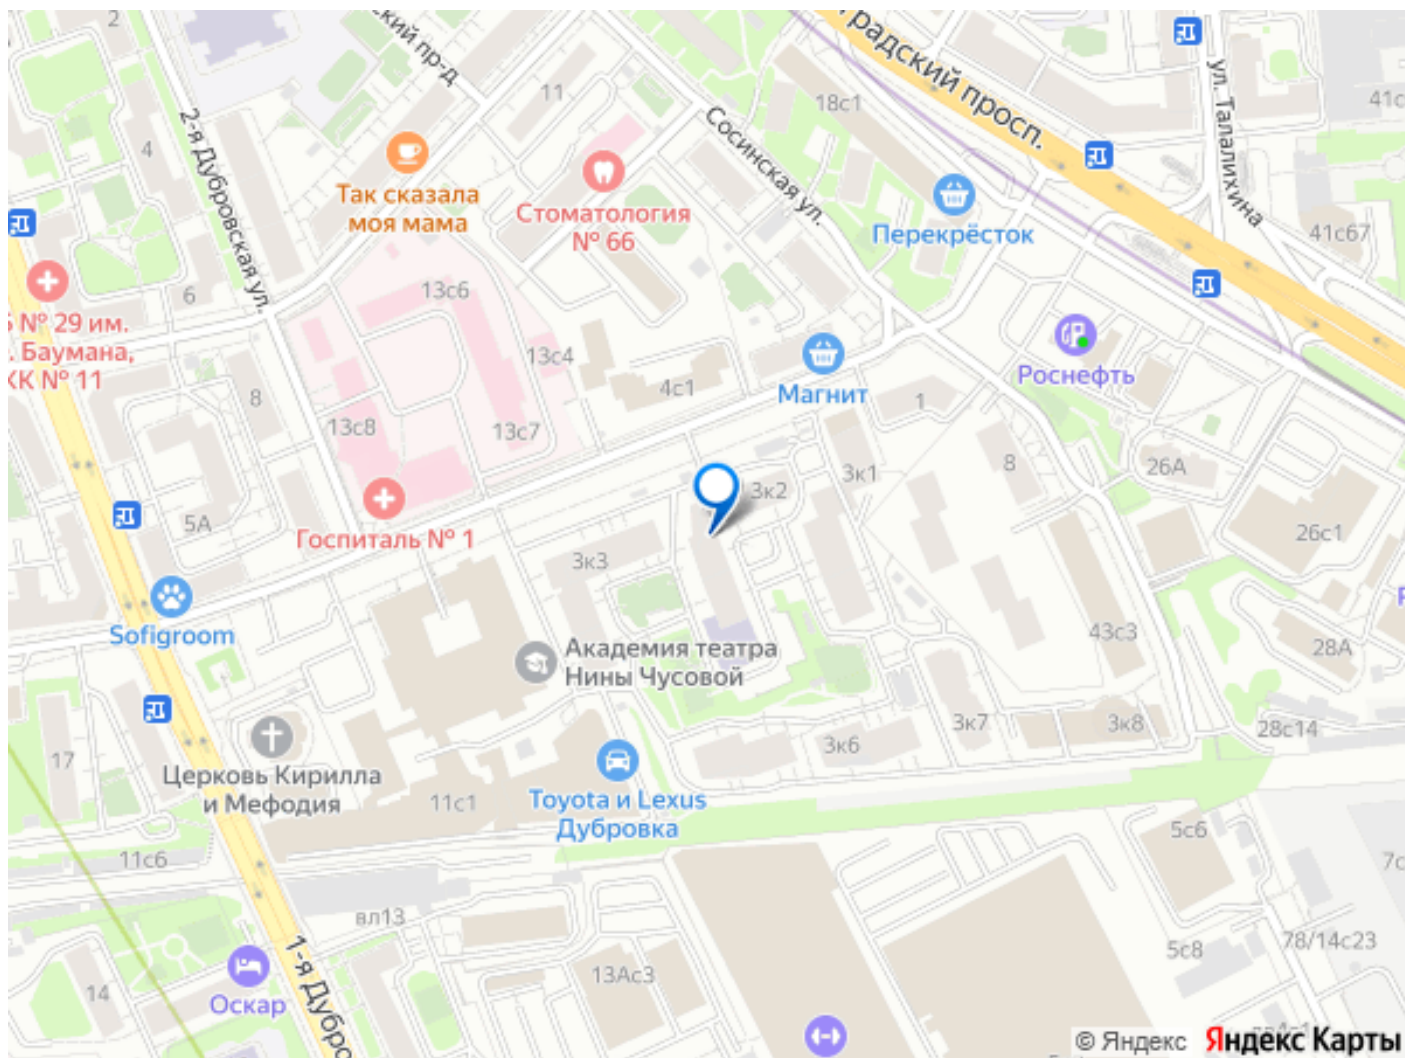 2
ский пр-д
градский просп.
ул. Талалихина
41с
11
18с1
2-я Дубровская ул.
4
Сосинская ул.
Так сказала
моя мама
Стоматология
№ 66
Перекрёсток
41с67
6
13с6
№ 29 им.
. Баумана,
КК № 11
13с4
Роснефть
4с1
Магнит
8
1
13с8
13с7
3к1
8
26А
3к2
5А
26с1
Госпиталь № 1
3к3
Sofigroom
43с3
28А
Академия театра
Нины Чусовой
17
3к7
3к8
28с14
3к6
Церковь Кирилла
и Мефодия
11с1
Toyota и Lexus
Дубровка
5с6
11с6
7с
вл13
78/14с23
5с8
1-я Дубро
13Ас3
14
Оскар
© Яндекс
Яндекс Карты